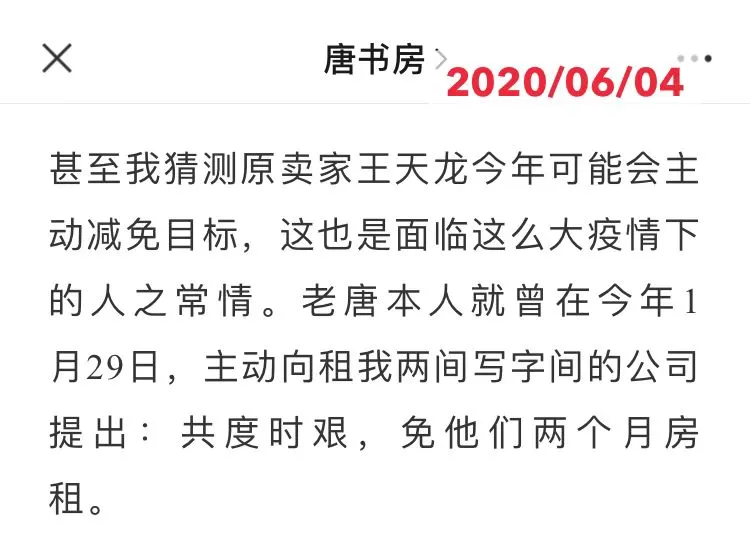 唐书房
2020/06/04
甚至我猜测原卖家王天龙今年可能会主
动减免目标，这也是面临这么大疫情下
的人之常情。老唐本人就曾在今年1
月29日，主动向租我两间写字间的公司
提出：共度时艰，免他们两个月房
租。